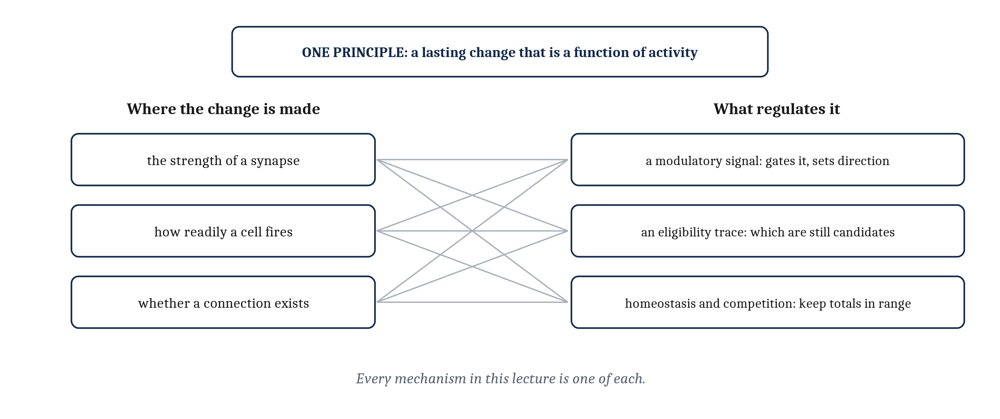 ONE PRINCIPLE: a lasting change that is a function of activity
Where the change is made
What regulates it
the strength of a synapse
a modulatory signal: gates it, sets direction
how readily a cell fires
an eligibility trace: which are still candidates
whether a connection exists
homeostasis and competition: keep totals in range
Every mechanism in this lecture is one of each.